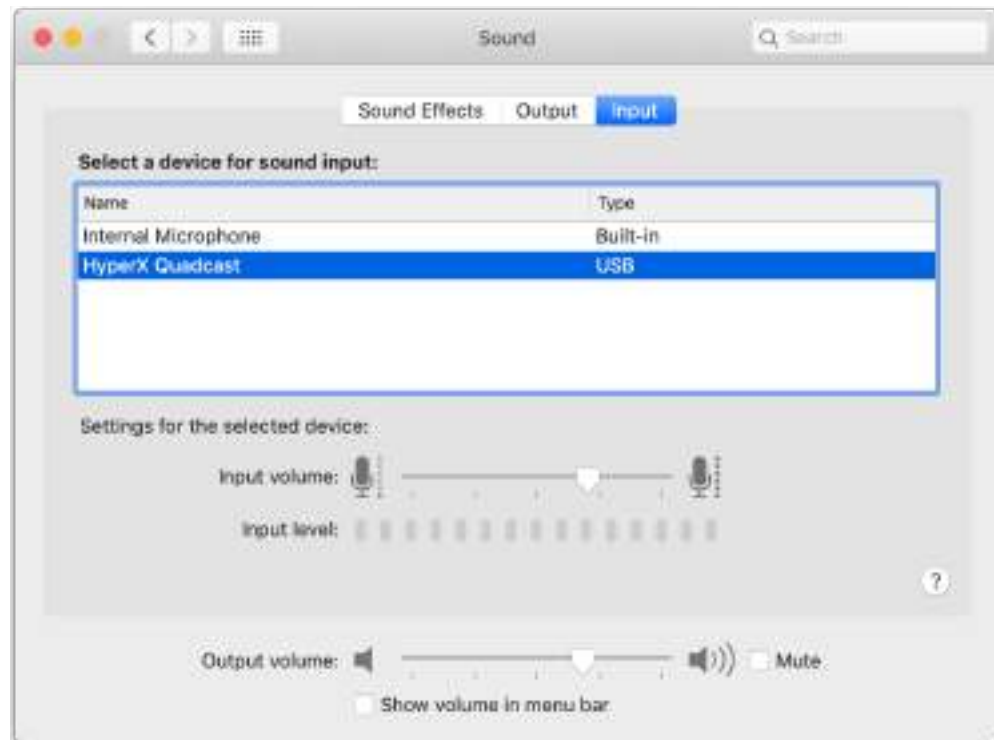 Sound
Search
Sound Effects Output Input
Select a device for sound input:
Name Type
Internal Microphone Built-in
HyperX Quadcast USB
Settings for the selected device:
Input volume:
Input level:
?
Output volume: Mute
Show volume in menu bar